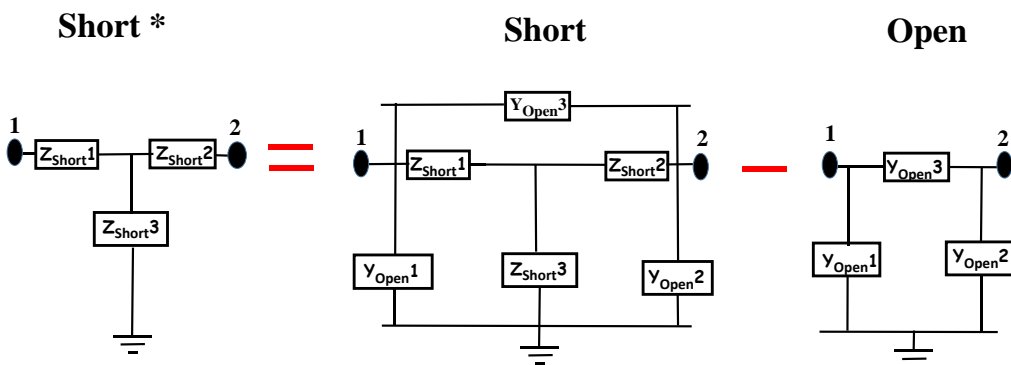 Short *
Short
Open
1
2
Z_Short1
Z_Short2
Z_Short3
Y_Open3
1
2
Z_Short1
Z_Short2
Y_Open1
Z_Short3
Y_Open2
1
2
Y_Open3
Y_Open1
Y_Open2